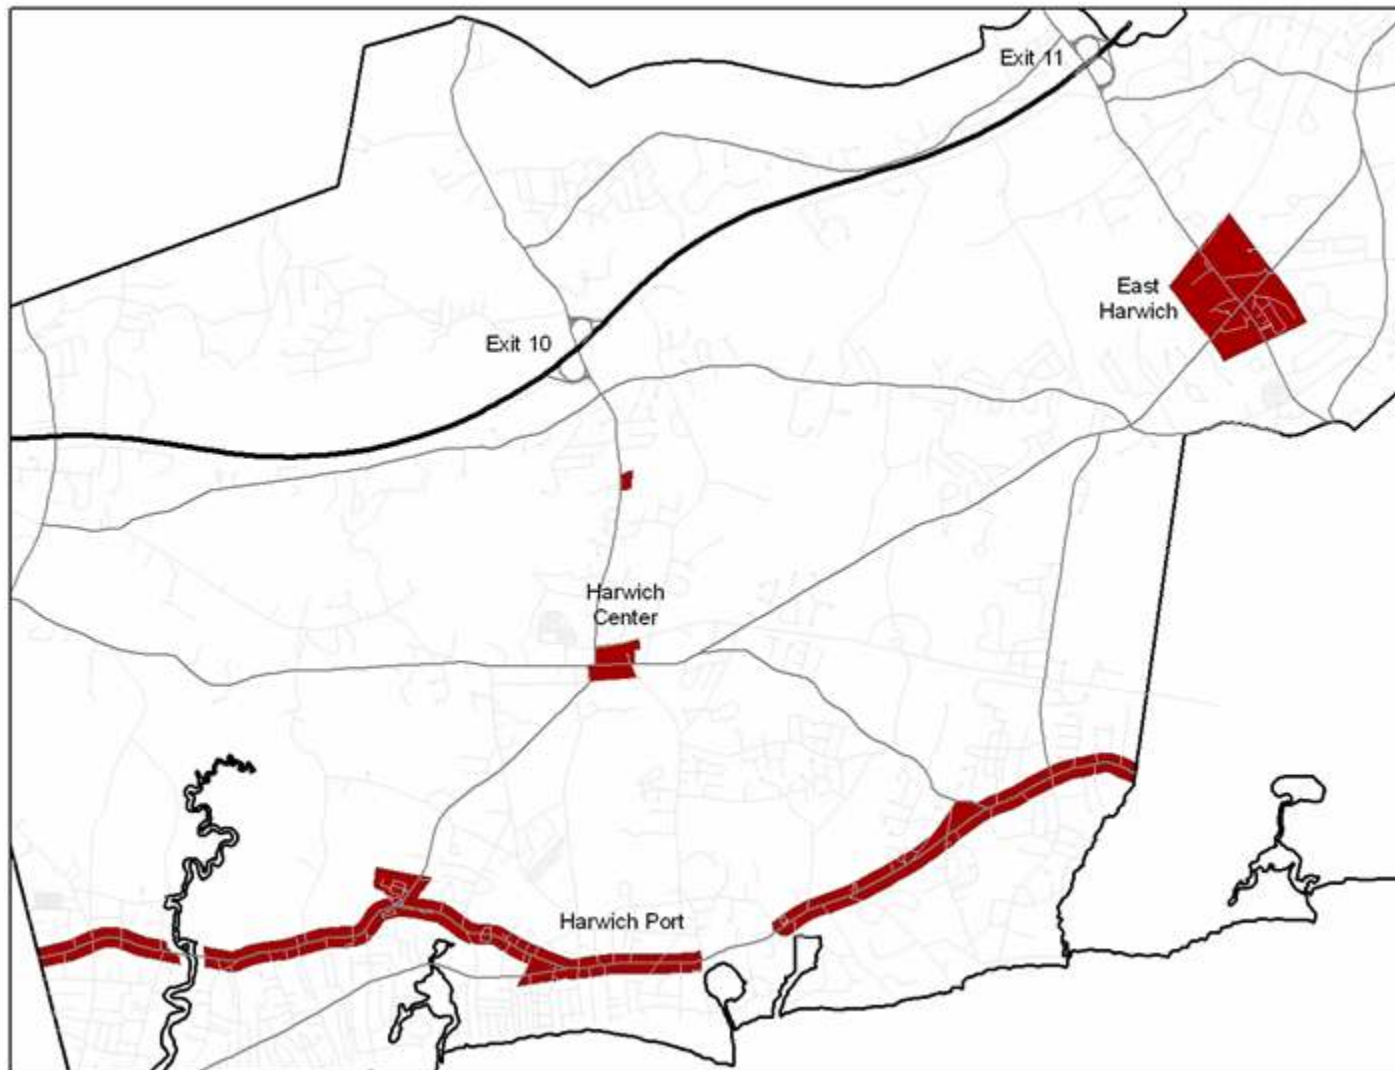 Exit 11
East
Harwich
Exit 10
Harwich
Center
Harwich Port